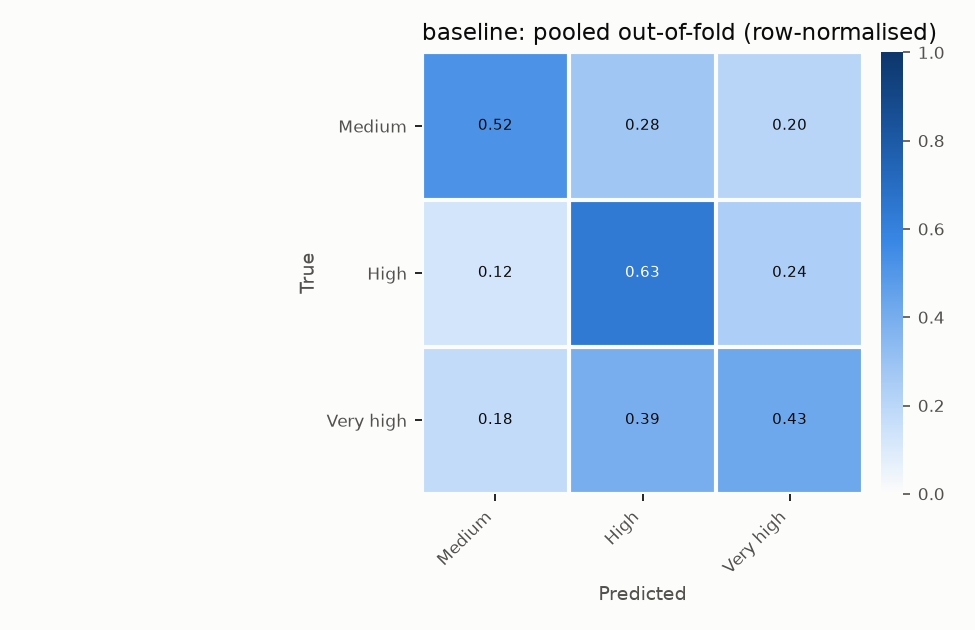 baseline: pooled out-of-fold (row-normalised)
1.0
0.8
0.6
0.4
0.2
0.0
True
Medium
0.52
0.28
0.20
High
0.12
0.63
0.24
Very high
0.18
0.39
0.43
Medium
High
Very high
Predicted